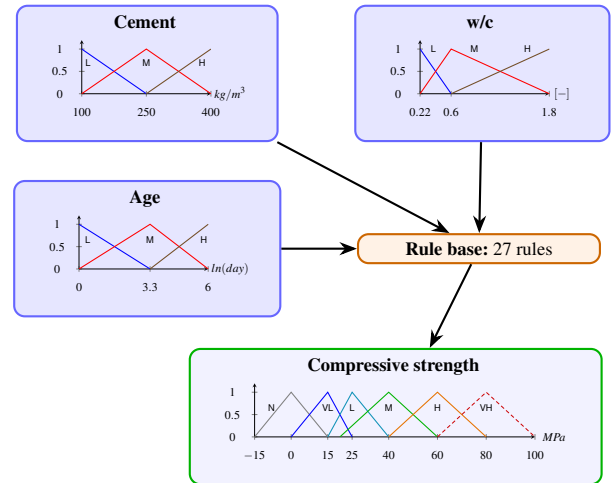 Cement
1
0.5
0
L M H
kg/m³
100 250 400
w/c
1
0.5
0
L M H
[−]
0.22 0.6 1.8
Age
1
0.5
0
L M H
ln(day)
0 3.3 6
Rule base: 27 rules
Compressive strength
1
0.5
0
N VL L M H VH
MPa
−15 0 15 25 40 60 80 100